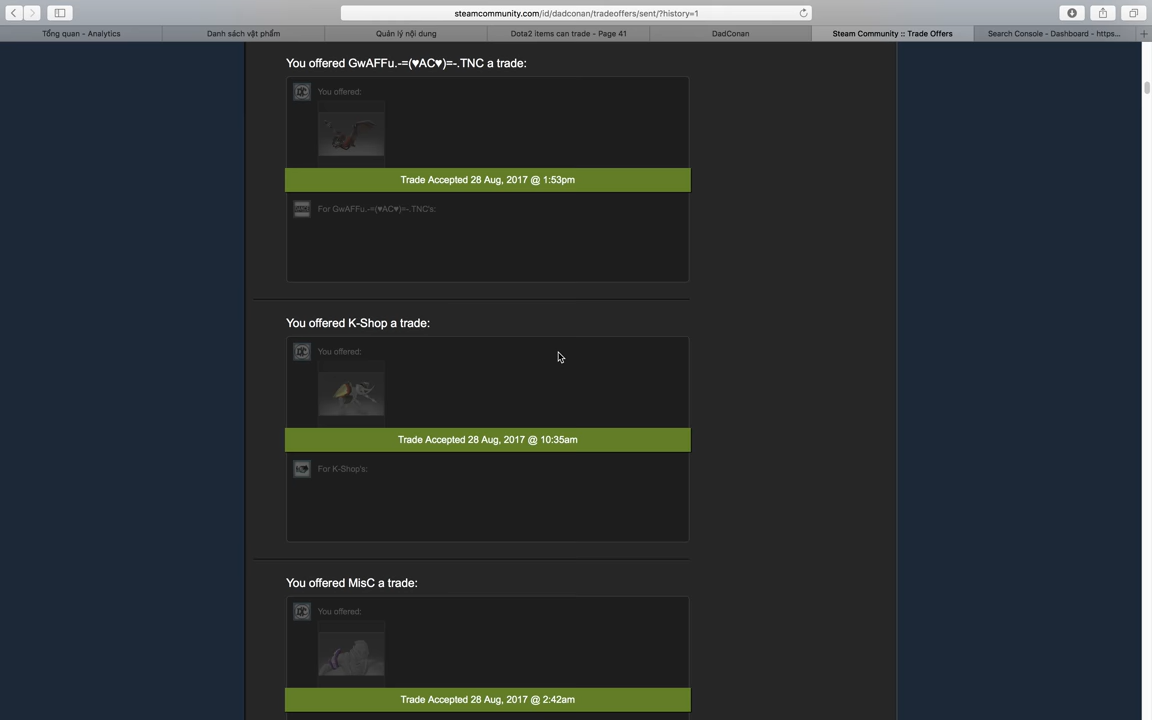 steamcommunity.com/id/dadconan/tradeoffers/sent/?history=1
Tổng quan - Analytics
Danh sách vật phẩm
Quản lý nội dung
Dota2 items can trade - Page 41
DadConan
Steam Community :: Trade Offers
Search Console - Dashboard - https...
You offered GwAFFu.-=(♥AC♥)=-.TNC a trade:
You offered:
Trade Accepted 28 Aug, 2017 @ 1:53pm
For GwAFFu.-=(♥AC♥)=-.TNC's:
You offered K-Shop a trade:
You offered:
Trade Accepted 28 Aug, 2017 @ 10:35am
For K-Shop's:
You offered MisC a trade:
You offered:
Trade Accepted 28 Aug, 2017 @ 2:42am